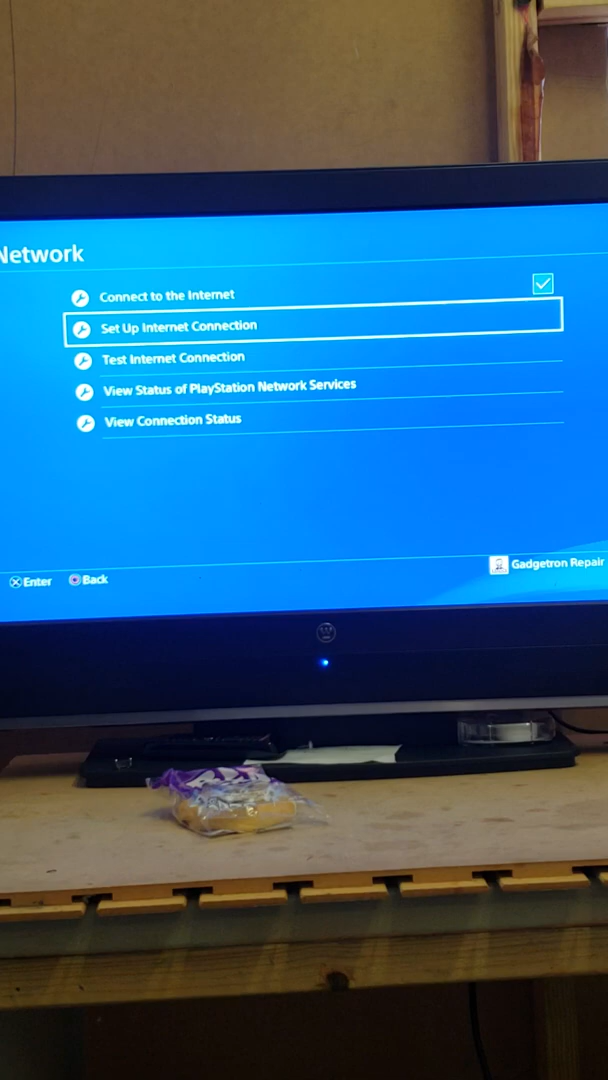 Network
Connect to the Internet
Set Up Internet Connection
Test Internet Connection
View Status of PlayStation Network Services
View Connection Status
Enter
Back
Gadgetron Repair